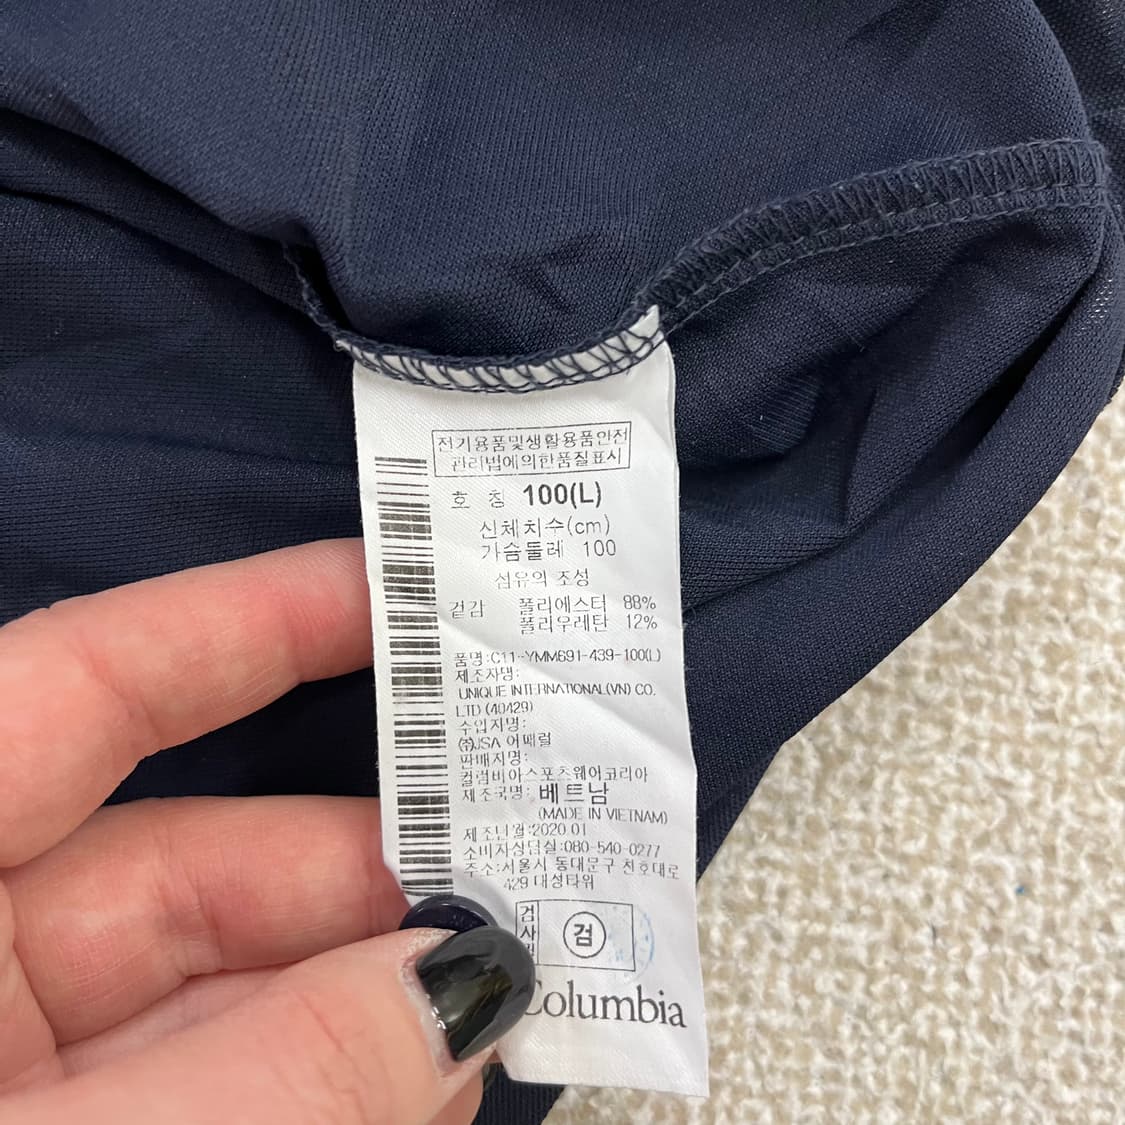 전기용품및생활용품안전
관리법에의한품질표시
호 칭 100(L)
신체치수(cm)
가슴둘레 100
섬유의 조성
겉감 폴리에스터 88%
폴리우레탄 12%
품명:C11-YMM691-439-100(L)
제조자명:
UNIQUE INTERNATIONAL(VN) CO.
LTD (40429)
수입자명:
㈜JSA 어패럴
판매자명:
컬럼비아스포츠웨어코리아
제조국명: 베트남
(MADE IN VIETNAM)
제조년월:2020.01
소비자상담실:080-540-0277
주소:서울시 동대문구 천호대로
429 대성타워
검사
검
Columbia